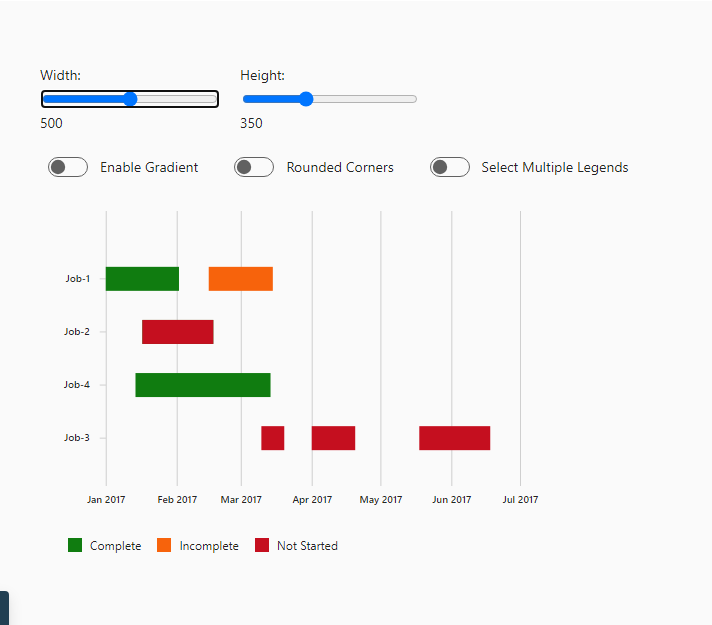 Width: Height:
500 350
Enable Gradient Rounded Corners Select Multiple Legends
Job-1
Job-2
Job-4
Job-3
Jan 2017 Feb 2017 Mar 2017 Apr 2017 May 2017 Jun 2017 Jul 2017
Complete Incomplete Not Started